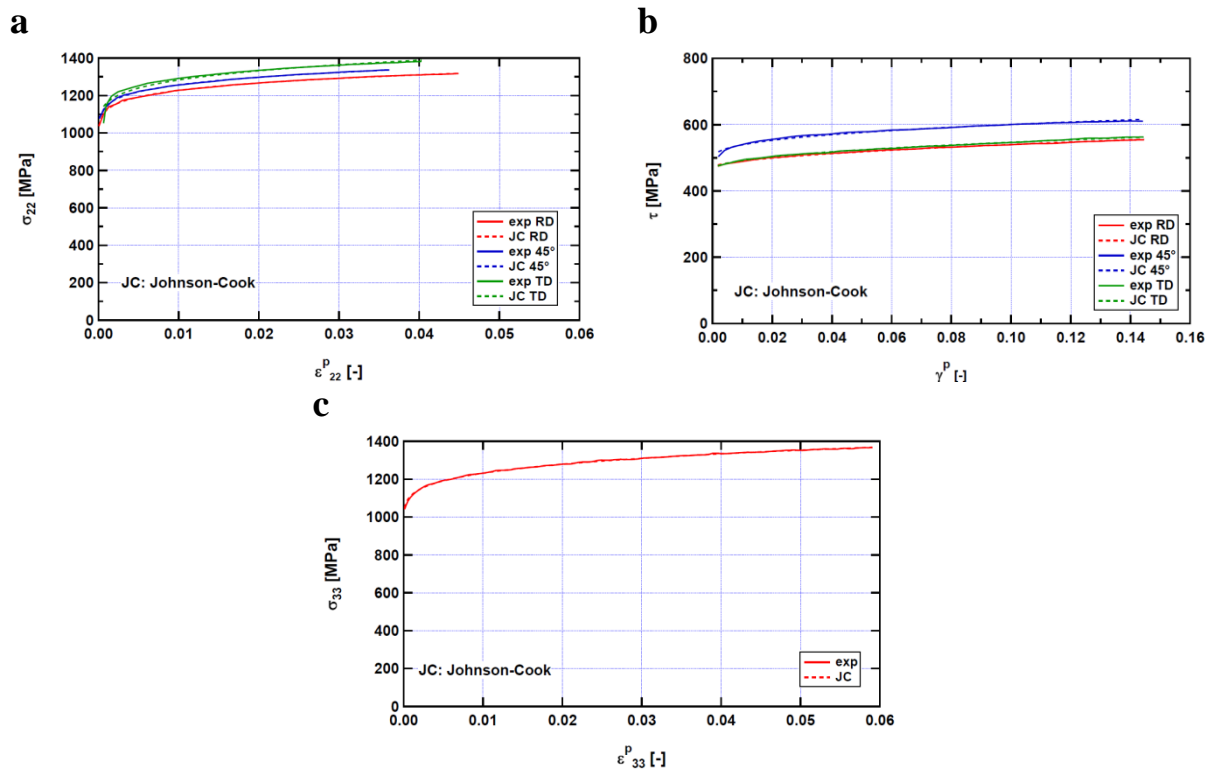 a
1400
1200
1000
800
600
400
200
0
σ22 [MPa]
exp RD
JC RD
exp 45°
JC 45°
exp TD
JC TD
JC: Johnson-Cook
0.00 0.01 0.02 0.03 0.04 0.05 0.06
εp22 [-]
b
800
600
400
200
0
τ [MPa]
exp RD
JC RD
exp 45°
JC 45°
exp TD
JC TD
JC: Johnson-Cook
0.00 0.02 0.04 0.06 0.08 0.10 0.12 0.14 0.16
γp [-]
c
1400
1200
1000
800
600
400
200
0
σ33 [MPa]
exp
JC
JC: Johnson-Cook
0.00 0.01 0.02 0.03 0.04 0.05 0.06
εp33 [-]